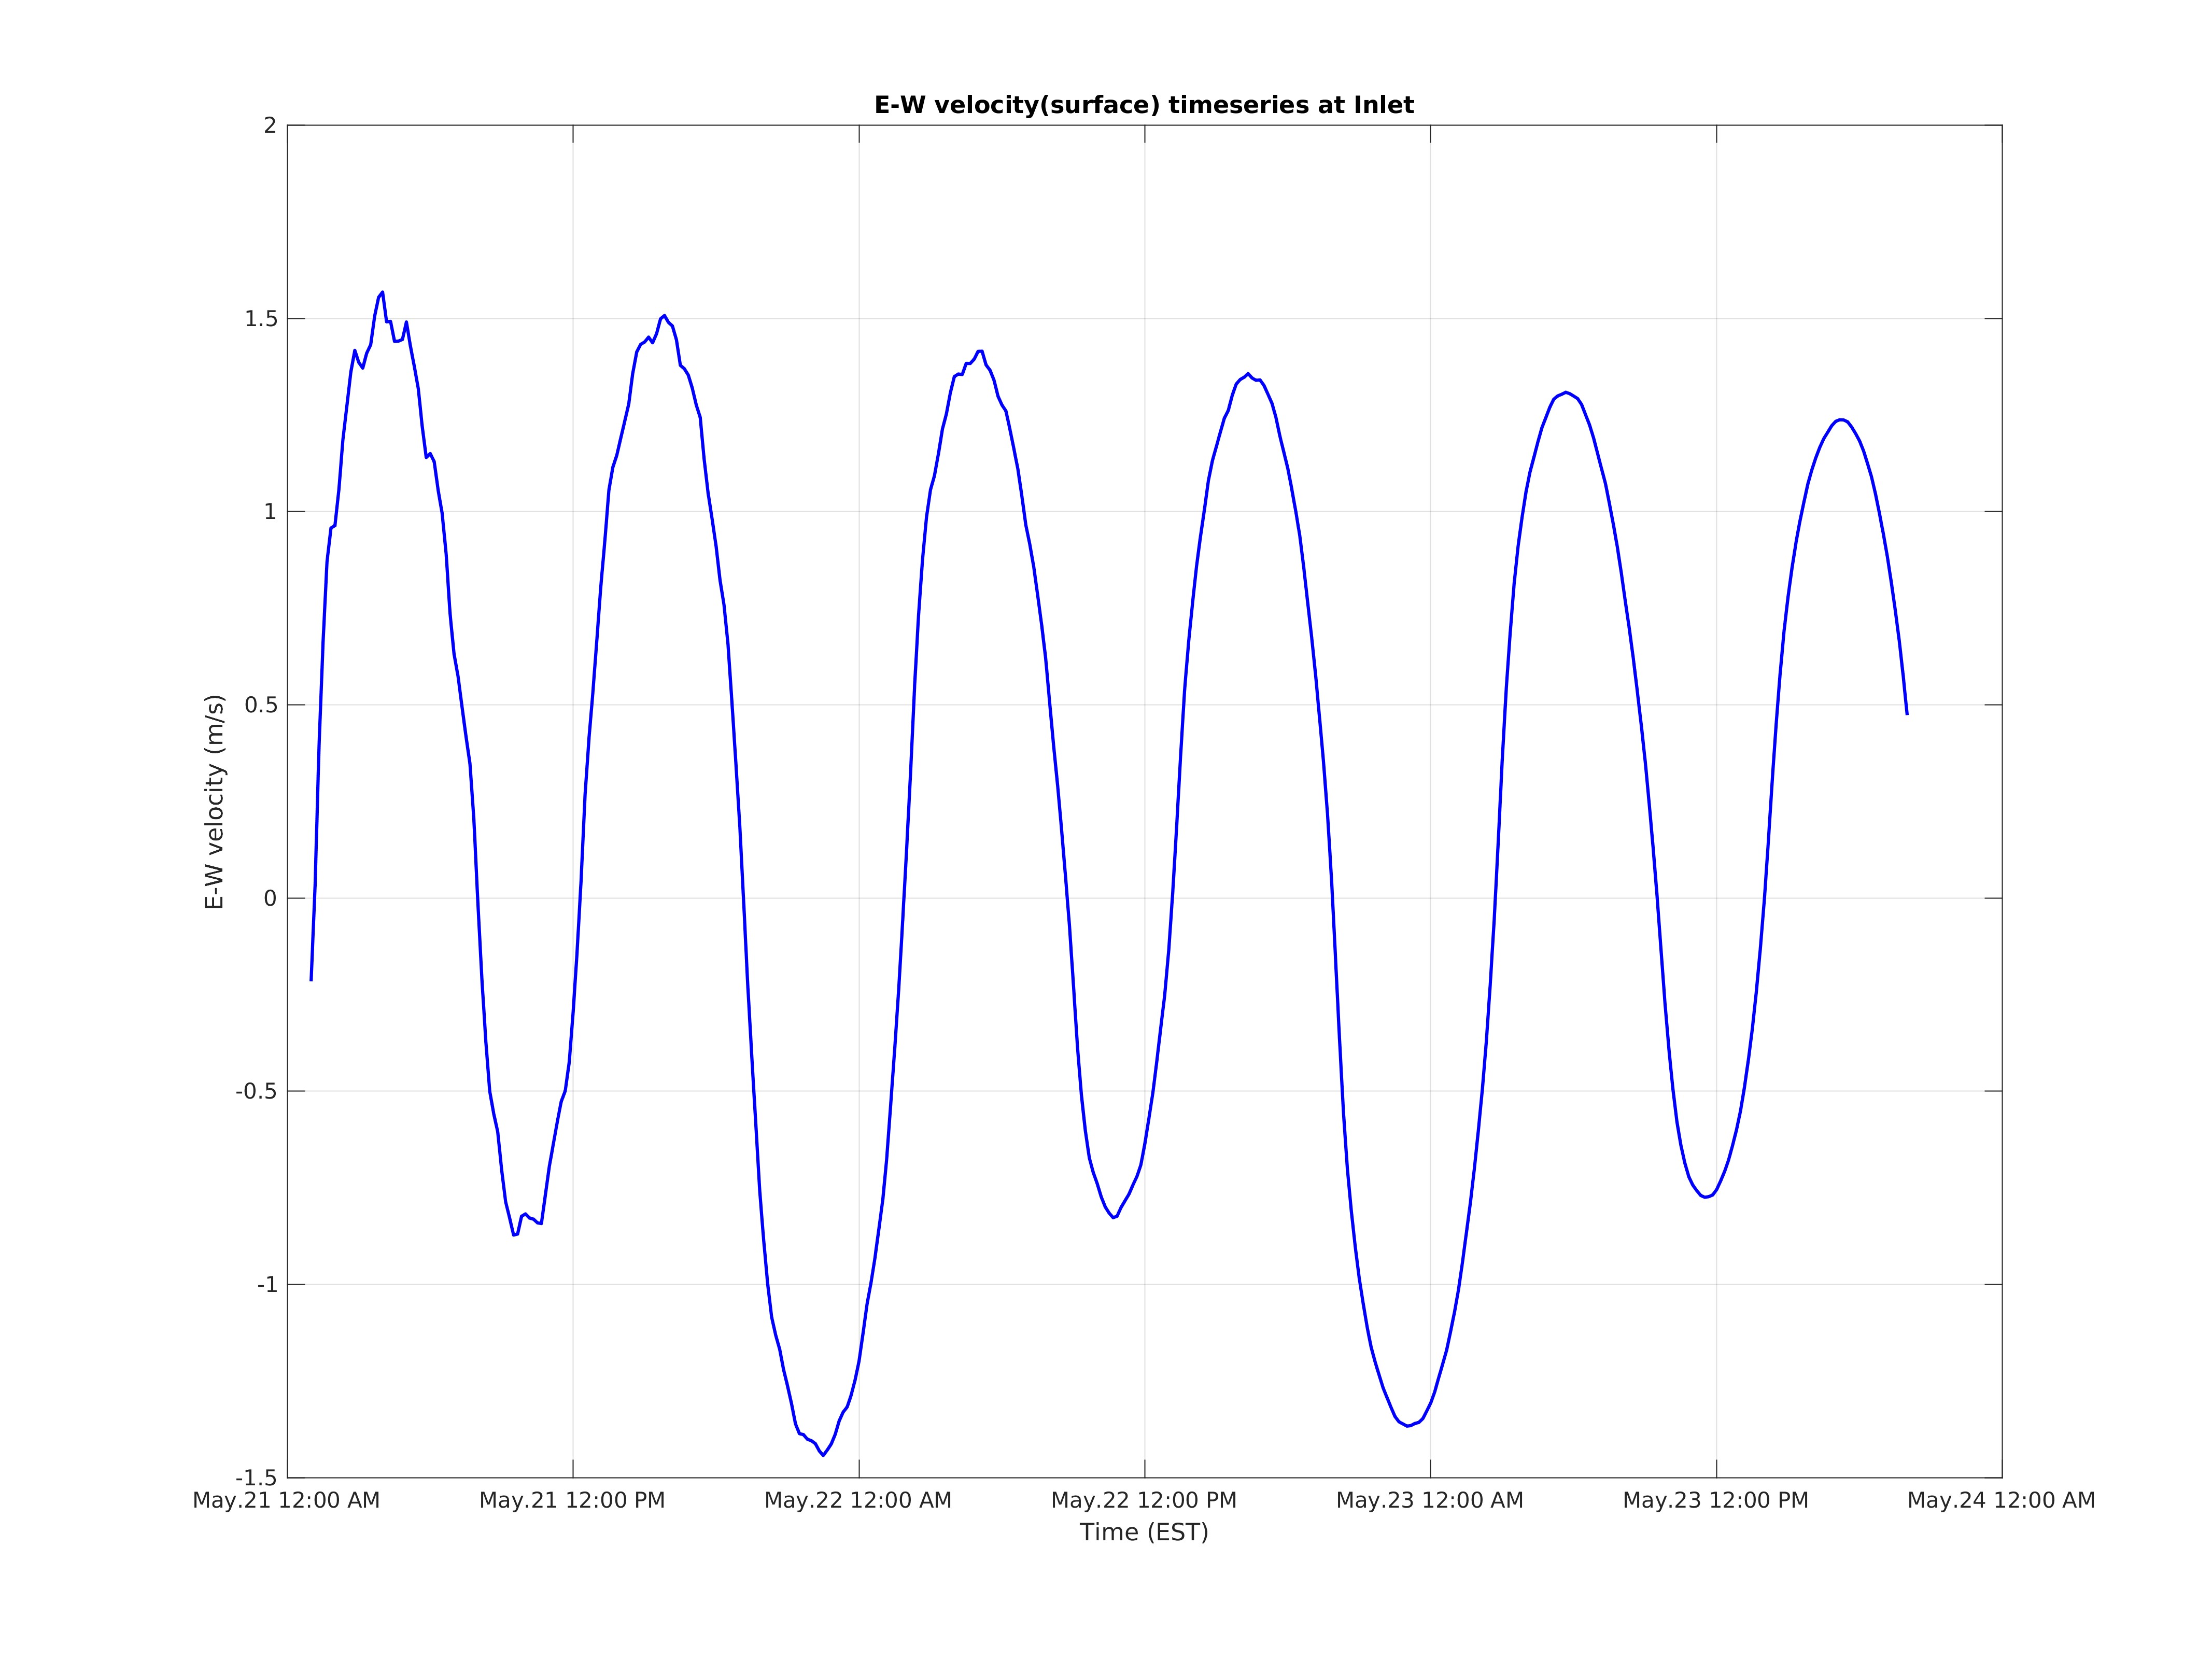 E-W velocity(surface) timeseries at Inlet
2
1.5
1
0.5
0
-0.5
-1
-1.5
E-W velocity (m/s)
May.21 12:00 AM May.21 12:00 PM May.22 12:00 AM May.22 12:00 PM May.23 12:00 AM May.23 12:00 PM May.24 12:00 AM
Time (EST)